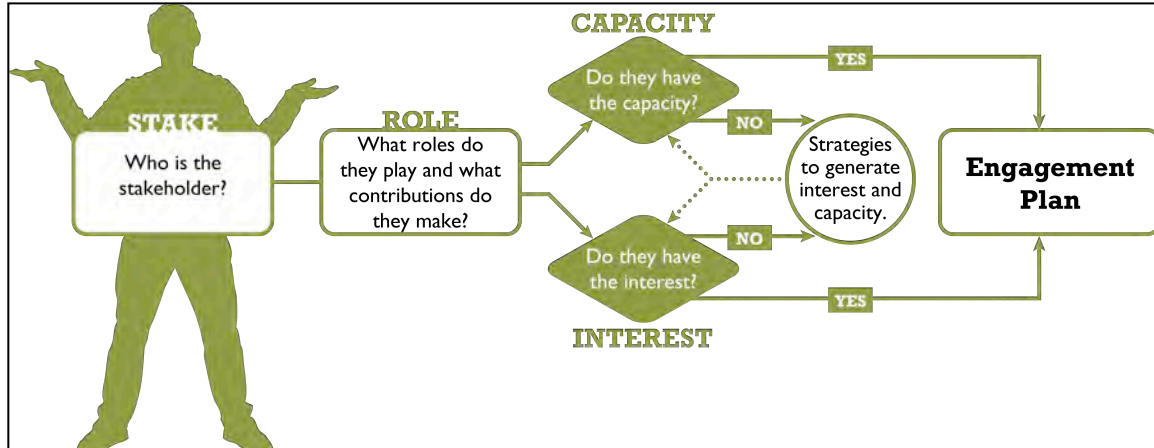 STAKE
Who is the
stakeholder?
ROLE
What roles do
they play and what
contributions do
they make?
CAPACITY
Do they have
the capacity?
YES
NO
Strategies
to generate
interest and
capacity.
NO
Do they have
the interest?
YES
INTEREST
Engagement
Plan